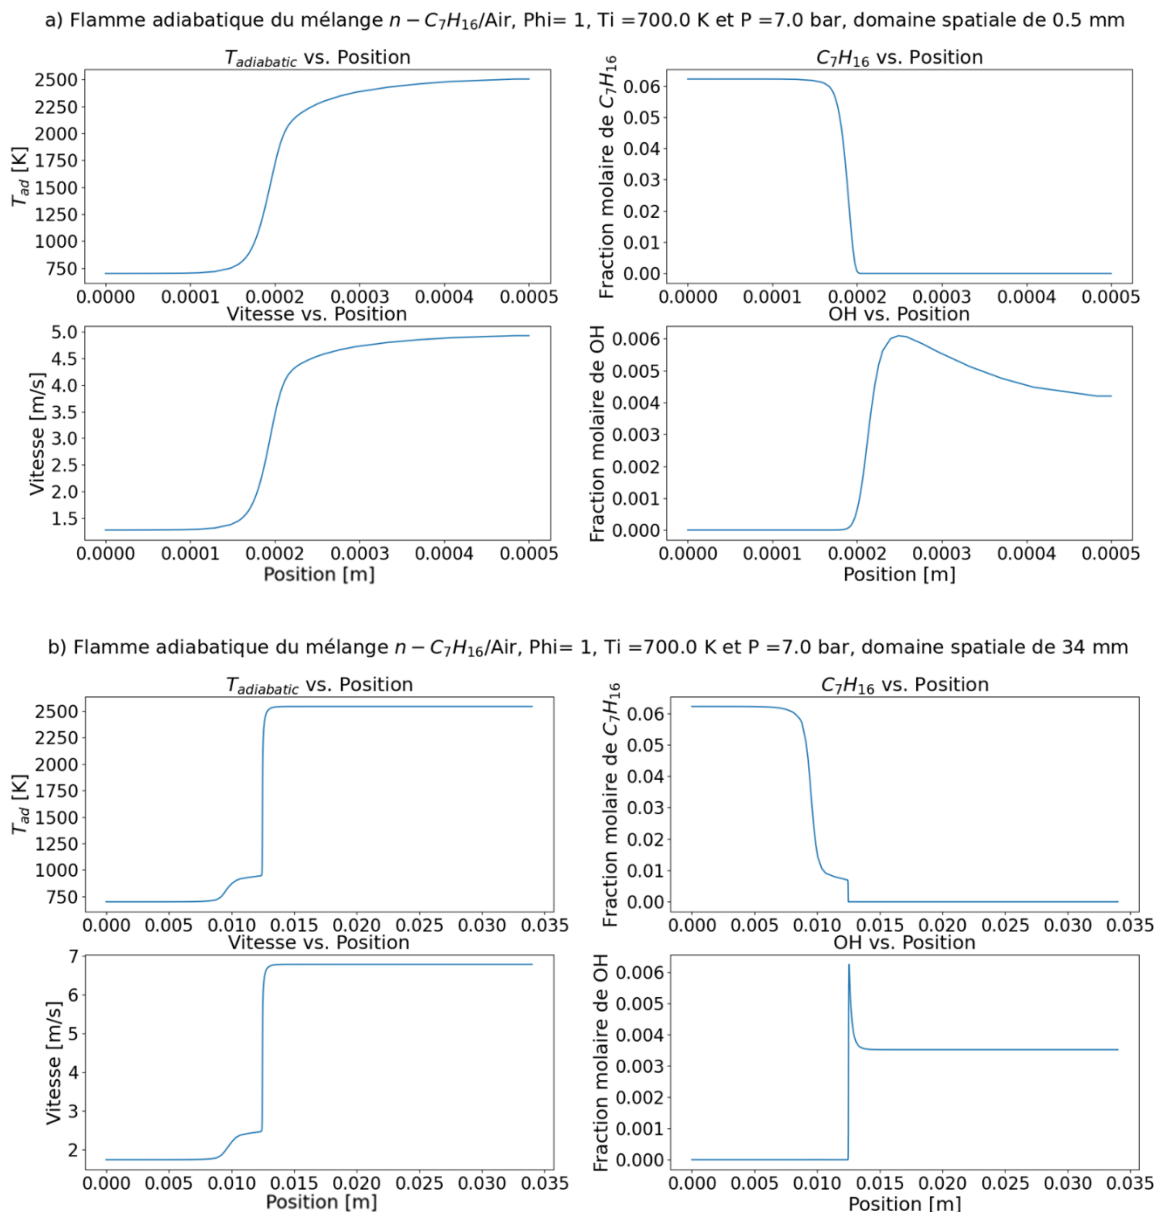 a) Flamme adiabatique du mélange n − C₇H₁₆/Air, Phi= 1, Ti =700.0 K et P =7.0 bar, domaine spatiale de 0.5 mm
T_adiabatic vs. Position
T_ad [K]
2500
2250
2000
1750
1500
1250
1000
750
0.0000 0.0001 0.0002 0.0003 0.0004 0.0005
C₇H₁₆ vs. Position
Fraction molaire de C₇H₁₆
0.06
0.05
0.04
0.03
0.02
0.01
0.00
0.0000 0.0001 0.0002 0.0003 0.0004 0.0005
Vitesse vs. Position
Vitesse [m/s]
5.0
4.5
4.0
3.5
3.0
2.5
2.0
1.5
0.0000 0.0001 0.0002 0.0003 0.0004 0.0005
Position [m]
OH vs. Position
Fraction molaire de OH
0.006
0.005
0.004
0.003
0.002
0.001
0.000
0.0000 0.0001 0.0002 0.0003 0.0004 0.0005
Position [m]
b) Flamme adiabatique du mélange n − C₇H₁₆/Air, Phi= 1, Ti =700.0 K et P =7.0 bar, domaine spatiale de 34 mm
T_adiabatic vs. Position
T_ad [K]
2500
2250
2000
1750
1500
1250
1000
750
0.000 0.005 0.010 0.015 0.020 0.025 0.030 0.035
C₇H₁₆ vs. Position
Fraction molaire de C₇H₁₆
0.06
0.05
0.04
0.03
0.02
0.01
0.00
0.000 0.005 0.010 0.015 0.020 0.025 0.030 0.035
Vitesse vs. Position
Vitesse [m/s]
7
6
5
4
3
2
0.000 0.005 0.010 0.015 0.020 0.025 0.030 0.035
Position [m]
OH vs. Position
Fraction molaire de OH
0.006
0.005
0.004
0.003
0.002
0.001
0.000
0.000 0.005 0.010 0.015 0.020 0.025 0.030 0.035
Position [m]